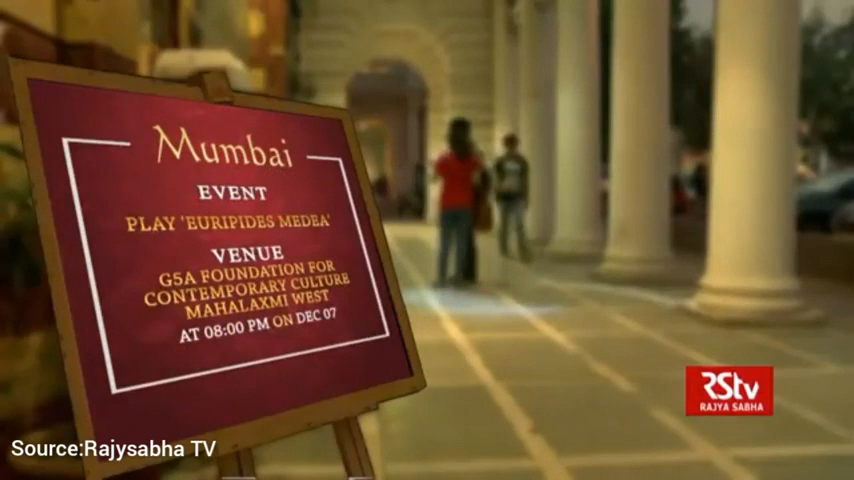 Mumbai
EVENT
PLAY 'EURIPIDES MEDEA'
VENUE
G5A FOUNDATION FOR
CONTEMPORARY CULTURE
MAHALAXMI WEST
AT 08:00 PM ON DEC 07
RStv
RAJYA SABHA
Source:Rajysabha TV